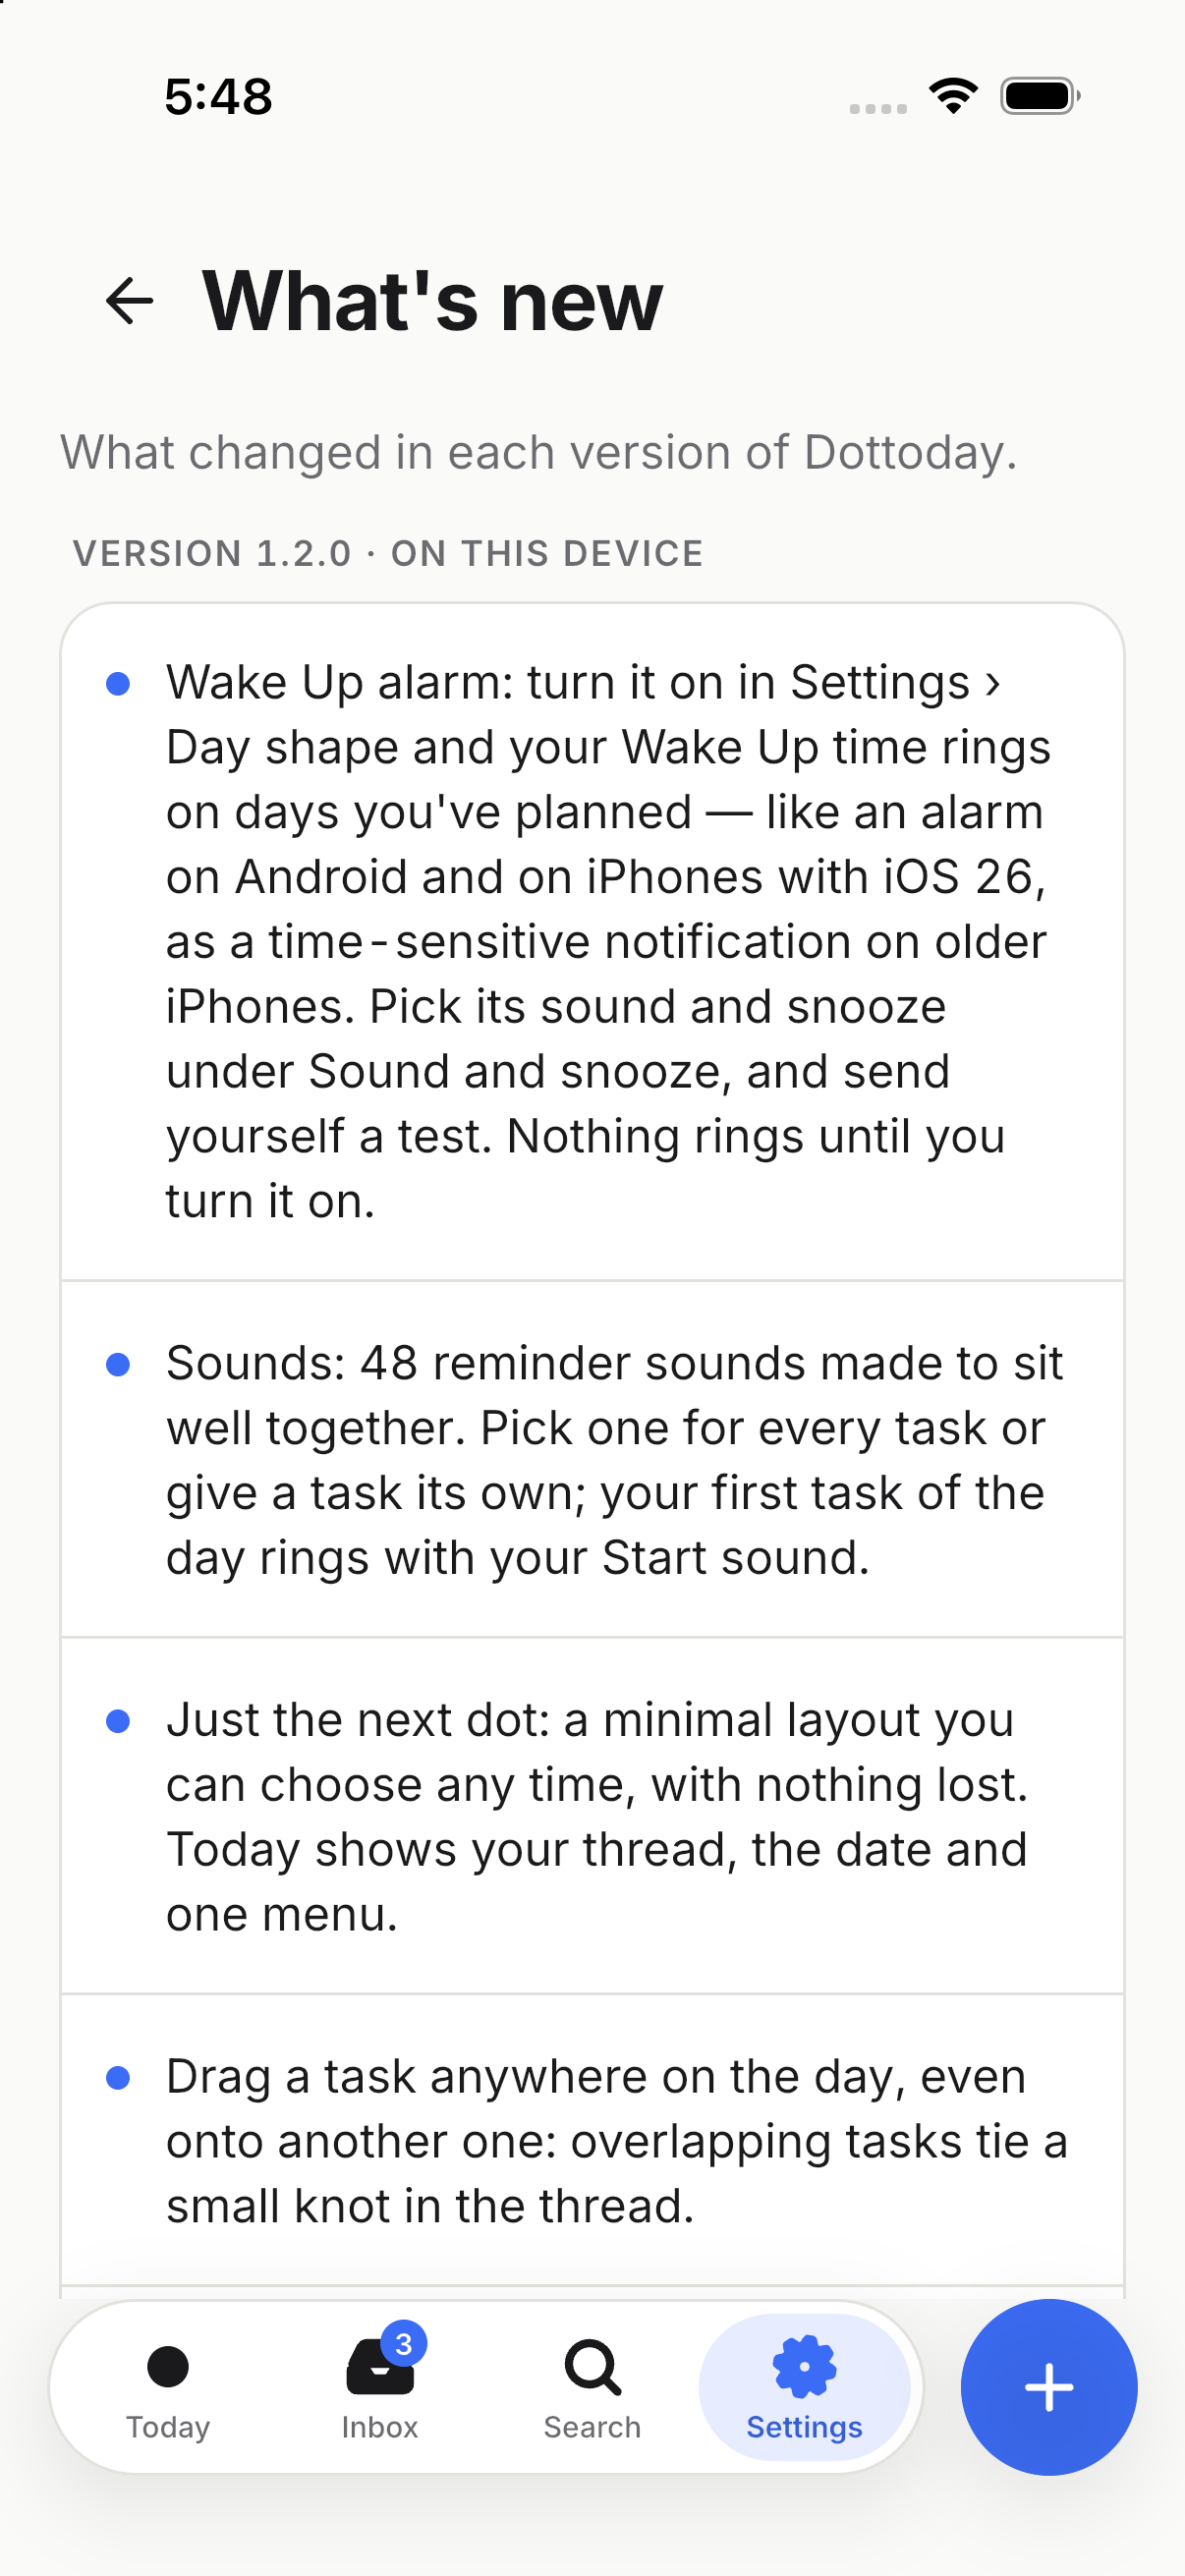 5:48
What's new
What changed in each version of Dottoday.
VERSION 1.2.0 · ON THIS DEVICE
Wake Up alarm: turn it on in Settings ›
Day shape and your Wake Up time rings
on days you've planned — like an alarm
on Android and on iPhones with iOS 26,
as a time-sensitive notification on older
iPhones. Pick its sound and snooze
under Sound and snooze, and send
yourself a test. Nothing rings until you
turn it on.
Sounds: 48 reminder sounds made to sit
well together. Pick one for every task or
give a task its own; your first task of the
day rings with your Start sound.
Just the next dot: a minimal layout you
can choose any time, with nothing lost.
Today shows your thread, the date and
one menu.
Drag a task anywhere on the day, even
onto another one: overlapping tasks tie a
small knot in the thread.
3
Today
Inbox
Search
Settings